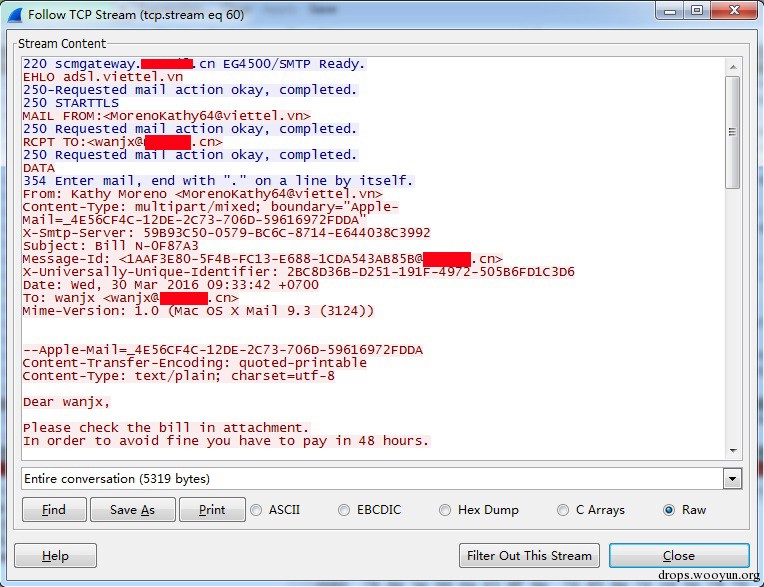 Follow TCP Stream (tcp.stream eq 60)
Stream Content
220 scmgateway. .cn EG4500/SMTP Ready.
EHLO adsl.viettel.vn
250-Requested mail action okay, completed.
250 STARTTLS
MAIL FROM:<MorenoKathy64@viettel.vn>
250 Requested mail action okay, completed.
RCPT TO:<wanjx@ .cn>
250 Requested mail action okay, completed.
DATA
354 Enter mail, end with "." on a line by itself.
From: Kathy Moreno <MorenoKathy64@viettel.vn>
Content-Type: multipart/mixed; boundary="Apple-
Mail=_4E56CF4C-12DE-2C73-706D-59616972FDDA"
X-Smtp-Server: 59B93C50-0579-BC6C-8714-E644038C3992
Subject: Bill N-0F87A3
Message-Id: <1AAF3E80-5F4B-FC13-E688-1CDA543AB85B@ .cn>
X-Universally-Unique-Identifier: 2BC8D36B-D251-191F-4972-505B6FD1C3D6
Date: Wed, 30 Mar 2016 09:33:42 +0700
To: wanjx <wanjx@ .cn>
Mime-Version: 1.0 (Mac OS X Mail 9.3 (3124))
--Apple-Mail=_4E56CF4C-12DE-2C73-706D-59616972FDDA
Content-Transfer-Encoding: quoted-printable
Content-Type: text/plain; charset=utf-8
Dear wanjx,
Please check the bill in attachment.
In order to avoid fine you have to pay in 48 hours.
Entire conversation (5319 bytes)
Find Save As Print ASCII EBCDIC Hex Dump C Arrays Raw
Help Filter Out This Stream Close
drops.wooyun.org